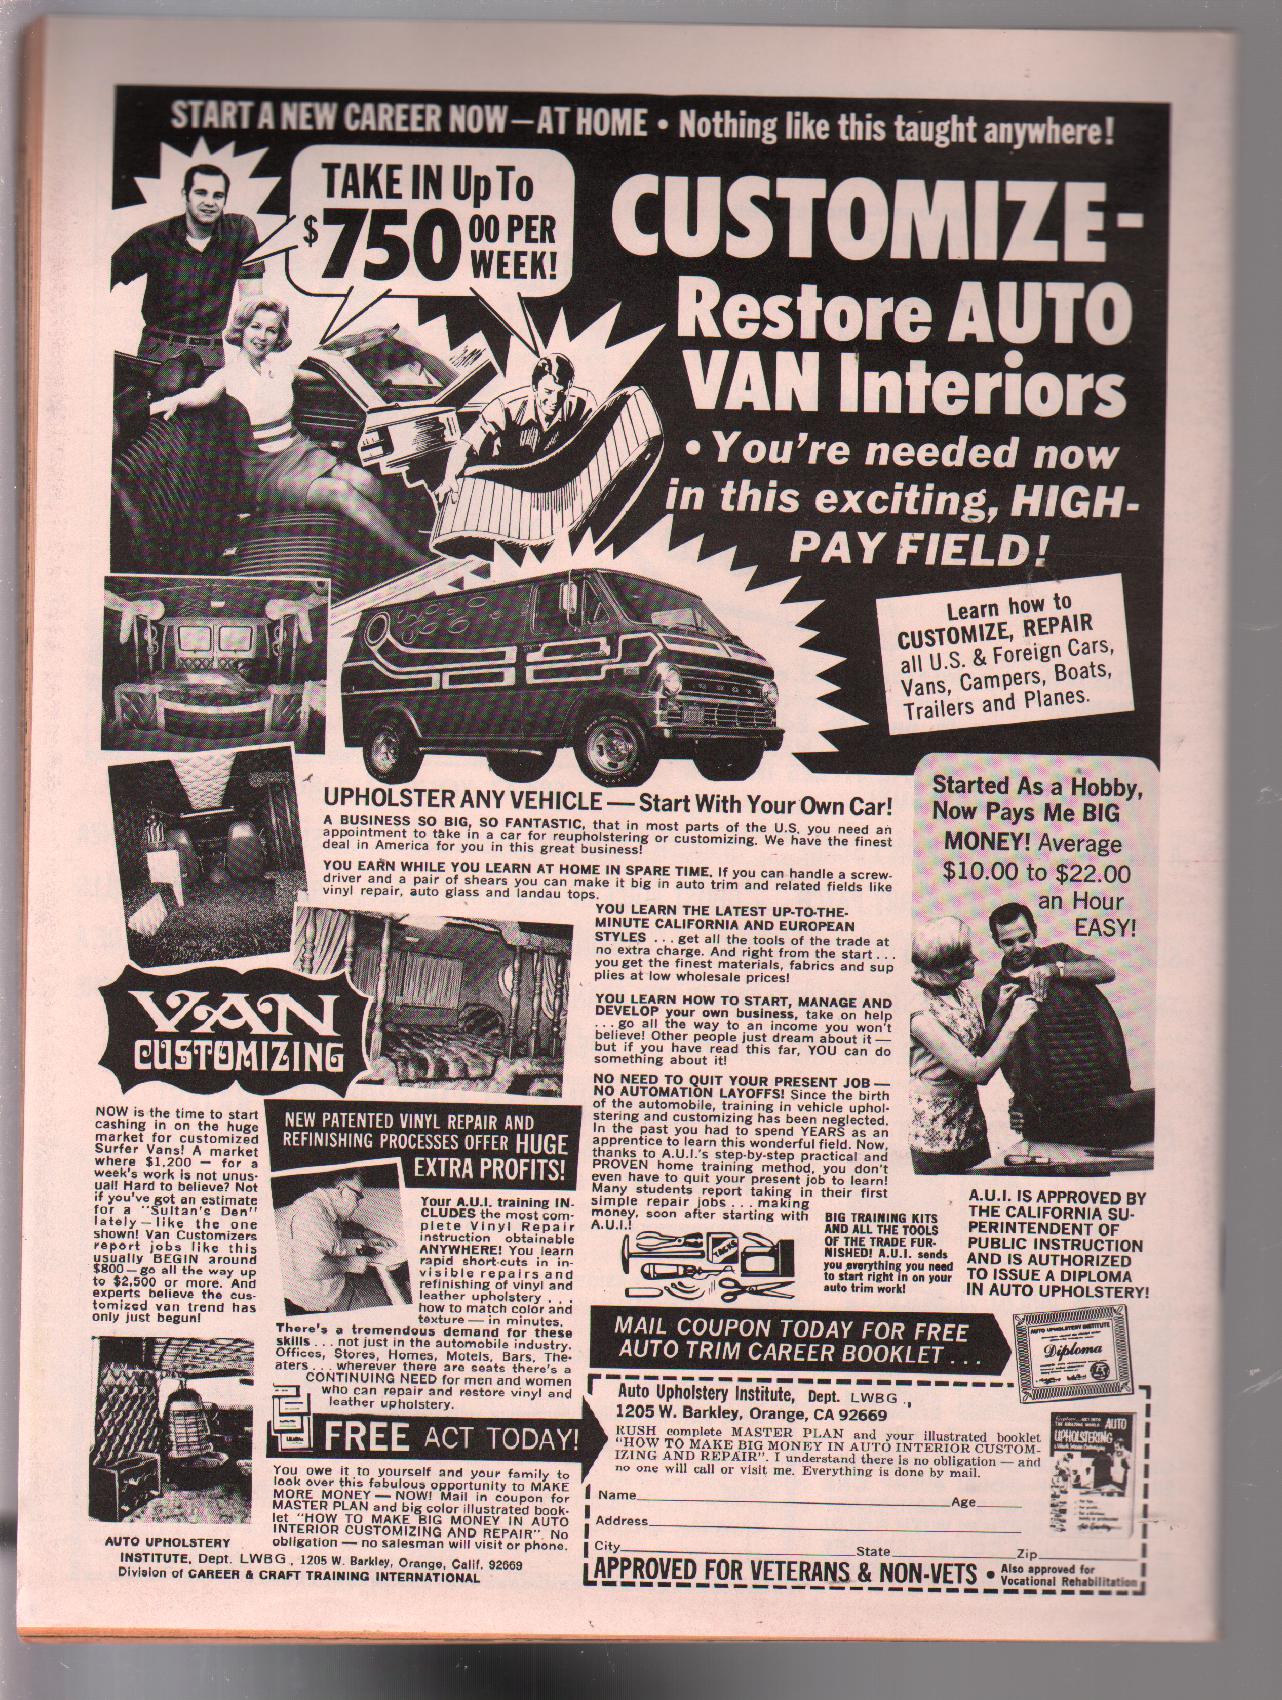 START A NEW CAREER NOW—AT HOME • Nothing like this taught anywhere!
TAKE IN Up To
$750 00 PER
WEEK!
CUSTOMIZE-
Restore AUTO
VAN Interiors
• You're needed now
in this exciting, HIGH-
PAY FIELD!
Learn how to
CUSTOMIZE, REPAIR
all U.S. & Foreign Cars,
Vans, Campers, Boats,
Trailers and Planes.
UPHOLSTER ANY VEHICLE — Start With Your Own Car!
A BUSINESS SO BIG, SO FANTASTIC, that in most parts of the U.S. you need an
appointment to take in a car for reupholstering or customizing. We have the finest
deal in America for you in this great business!
YOU EARN WHILE YOU LEARN AT HOME IN SPARE TIME. If you can handle a screw-
driver and a pair of shears you can make it big in auto trim and related fields like
vinyl repair, auto glass and landau tops.
Started As a Hobby,
Now Pays Me BIG
MONEY! Average
$10.00 to $22.00
an Hour
EASY!
YOU LEARN THE LATEST UP-TO-THE-
MINUTE CALIFORNIA AND EUROPEAN
STYLES ... get all the tools of the trade at
no extra charge. And right from the start ...
you get the finest materials, fabrics and sup
plies at low wholesale prices!
YOU LEARN HOW TO START, MANAGE AND
DEVELOP your own business, take on help
... go all the way to an income you won't
believe! Other people just dream about it —
but if you have read this far, YOU can do
something about it!
NO NEED TO QUIT YOUR PRESENT JOB —
NO AUTOMATION LAYOFFS! Since the birth
of the automobile, training in vehicle uphol-
stering and customizing has been neglected.
In the past you had to spend YEARS as an
apprentice to learn this wonderful field. Now,
thanks to A.U.I.'s step-by-step practical and
PROVEN home training method, you don't
even have to quit your present job to learn!
Many students report taking in their first
simple repair jobs ... making
money, soon after starting with
A.U.I.!
VAN
CUSTOMIZING
NOW is the time to start
cashing in on the huge
market for customized
Surfer Vans! A market
where $1,200 — for a
week's work is not unus-
ual! Hard to believe? Not
if you've got an estimate
for a "Sultan's Den"
lately — like the one
shown! Van Customizers
report jobs like this
usually BEGIN around
$800 — go all the way up
to $2,500 or more. And
experts believe the cus-
tomized van trend has
only just begun!
NEW PATENTED VINYL REPAIR AND
REFINISHING PROCESSES OFFER HUGE
EXTRA PROFITS!
Your A.U.I. training IN-
CLUDES the most com-
plete Vinyl Repair
instruction obtainable
ANYWHERE! You learn
rapid short-cuts in in-
visible repairs and
refinishing of vinyl and
leather upholstery ...
how to match color and
texture — in minutes.
There's a tremendous demand for these
skills ... not just in the automobile industry.
Offices, Stores, Homes, Motels, Bars, The-
aters ... wherever there are seats there's a
CONTINUING NEED for men and women
who can repair and restore vinyl and
leather upholstery.
TACKS
BIG TRAINING KITS
AND ALL THE TOOLS
OF THE TRADE FUR-
NISHED! A.U.I. sends
you everything you need
to start right in on your
auto trim work!
A.U.I. IS APPROVED BY
THE CALIFORNIA SU-
PERINTENDENT OF
PUBLIC INSTRUCTION
AND IS AUTHORIZED
TO ISSUE A DIPLOMA
IN AUTO UPHOLSTERY!
FREE ACT TODAY!
You owe it to yourself and your family to
look over this fabulous opportunity to MAKE
MORE MONEY — NOW! Mail in coupon for
MASTER PLAN and big color illustrated book-
let "HOW TO MAKE BIG MONEY IN AUTO
INTERIOR CUSTOMIZING AND REPAIR". No
obligation — no salesman will visit or phone.
AUTO UPHOLSTERY
INSTITUTE, Dept. LWBG, 1205 W. Barkley, Orange, Calif. 92669
Division of CAREER & CRAFT TRAINING INTERNATIONAL
MAIL COUPON TODAY FOR FREE
AUTO TRIM CAREER BOOKLET ...
AUTO UPHOLSTERY INSTITUTE
Diploma
Auto Upholstery Institute, Dept. LWBG.,
1205 W. Barkley, Orange, CA 92669
RUSH complete MASTER PLAN and your illustrated booklet
"HOW TO MAKE BIG MONEY IN AUTO INTERIOR CUSTOM-
IZING AND REPAIR". I understand there is no obligation — and
no one will call or visit me. Everything is done by mail.
AUTO
UPHOLSTERING
Name Age
Address
City State Zip
APPROVED FOR VETERANS & NON-VETS • Also approved for
Vocational Rehabilitation